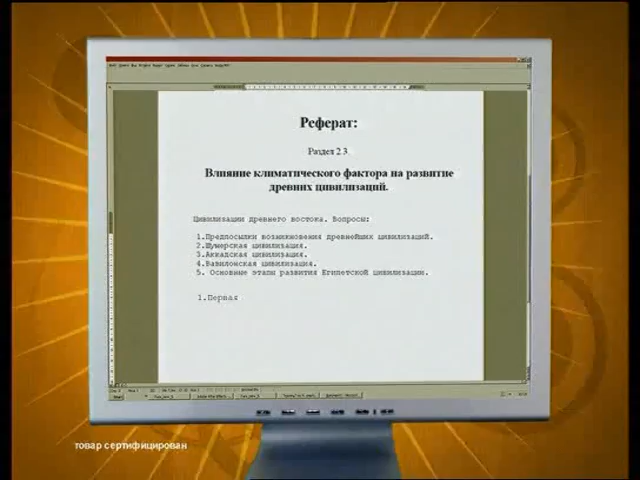 Реферат:
Раздел 2 3.
Влияние климатического фактора на развитие
древних цивилизаций.
Цивилизации древнего востока. Вопросы:
1.Предпосылки возникновения древнейших цивилизаций.
2.Шумерская цивилизация.
3.Аккадская цивилизация.
4.Вавилонская цивилизация.
5. Основные этапы развития Египетской цивилизации.
1.Первая
товар сертифицирован